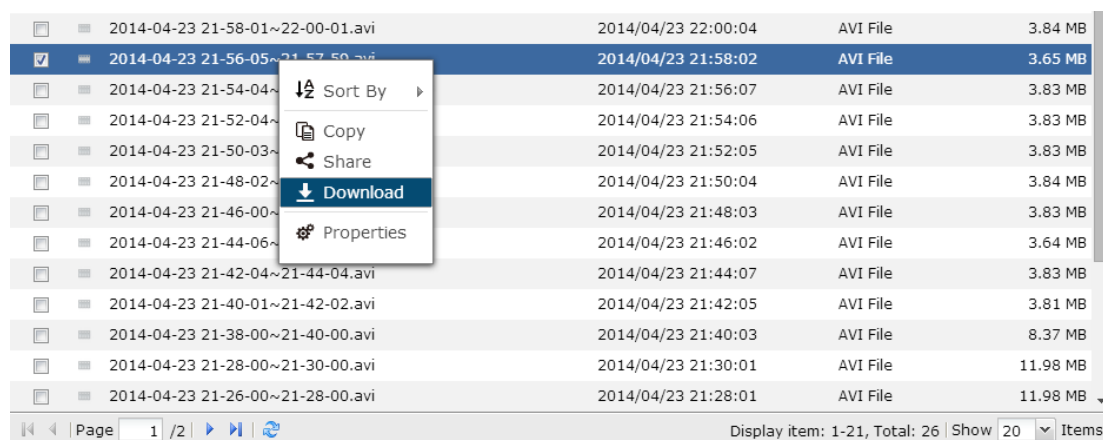 2014-04-23 21-58-01~22-00-01.avi 2014/04/23 22:00:04 AVI File 3.84 MB
2014-04-23 21-56-05~21-57-59.avi 2014/04/23 21:58:02 AVI File 3.65 MB
2014-04-23 21-54-04~ 2014/04/23 21:56:07 AVI File 3.83 MB
Sort By
2014-04-23 21-52-04~ 2014/04/23 21:54:06 AVI File 3.83 MB
Copy
2014-04-23 21-50-03~ 2014/04/23 21:52:05 AVI File 3.83 MB
Share
2014-04-23 21-48-02~ 2014/04/23 21:50:04 AVI File 3.84 MB
Download
2014-04-23 21-46-00~ 2014/04/23 21:48:03 AVI File 3.83 MB
2014-04-23 21-44-06~ 2014/04/23 21:46:02 AVI File 3.64 MB
Properties
2014-04-23 21-42-04~21-44-04.avi 2014/04/23 21:44:07 AVI File 3.83 MB
2014-04-23 21-40-01~21-42-02.avi 2014/04/23 21:42:05 AVI File 3.81 MB
2014-04-23 21-38-00~21-40-00.avi 2014/04/23 21:40:03 AVI File 8.37 MB
2014-04-23 21-28-00~21-30-00.avi 2014/04/23 21:30:01 AVI File 11.98 MB
2014-04-23 21-26-00~21-28-00.avi 2014/04/23 21:28:01 AVI File 11.98 MB
Page 1 /2 Display item: 1-21, Total: 26 Show 20 Items